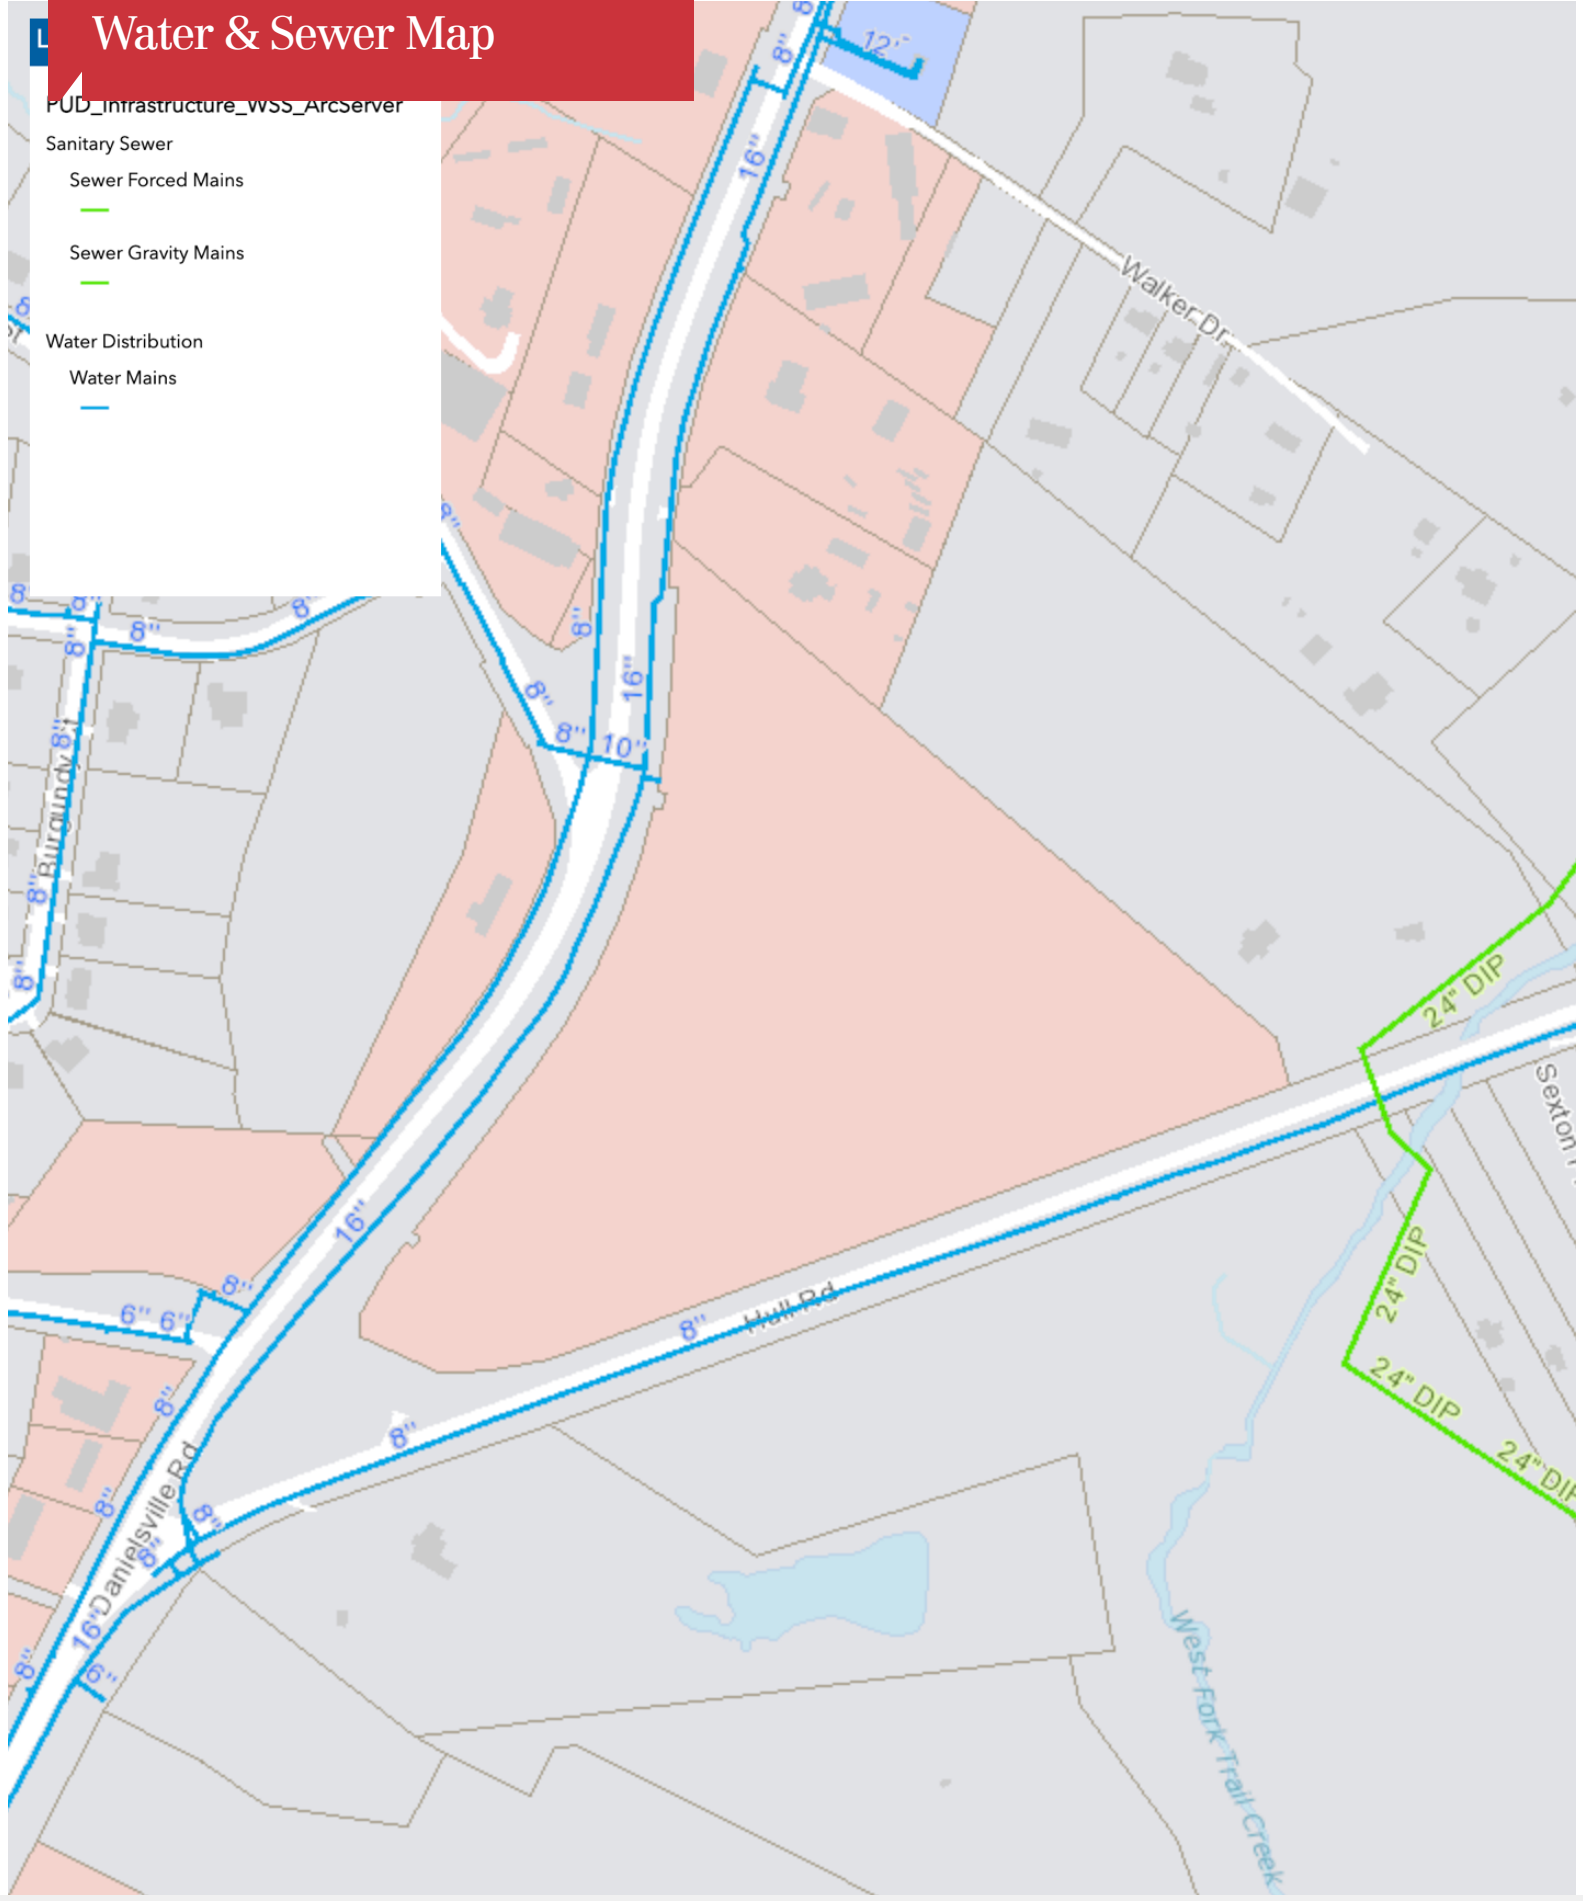 Water & Sewer Map
L
PUD_Infrastructure_WSS_ArcServer
Sanitary Sewer
Sewer Forced Mains
Sewer Gravity Mains
Water Distribution
Water Mains
8"
12"
16"
Walker Dr
8"
8"
8"
8"
8"
8"
16"
8"
8"
10"
8"
Burgundy
8"
8"
24" DIP
Sexton
16"
8"
6"
6"
24" DIP
Hull Rd
8"
24" DIP
8"
8"
24" DIP
Danielsville Rd
8"
8"
8"
16"
8"
6"
West Fork Trail Creek